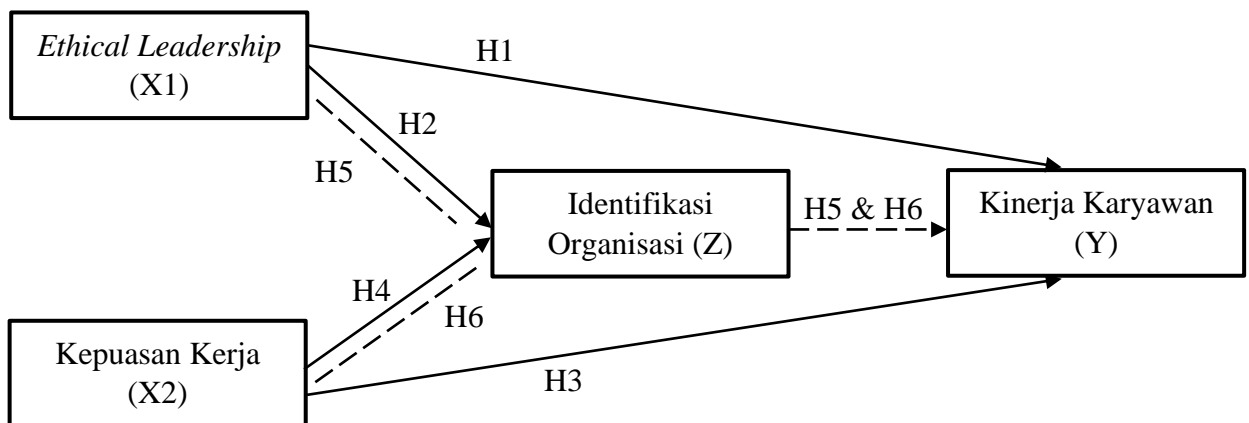 Ethical Leadership
(X1)
H1
H2
H5
Identifikasi
Organisasi (Z)
H5 & H6
Kinerja Karyawan
(Y)
H4
H6
Kepuasan Kerja
(X2)
H3